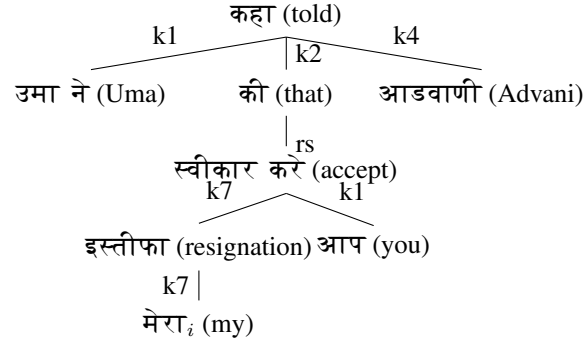 कहा (told)
k1 k2 k4
उमा ने (Uma) की (that) आडवाणी (Advani)
rs
स्वीकार करे (accept)
k7 k1
इस्तीफा (resignation) आप (you)
k7
मेरा i (my)